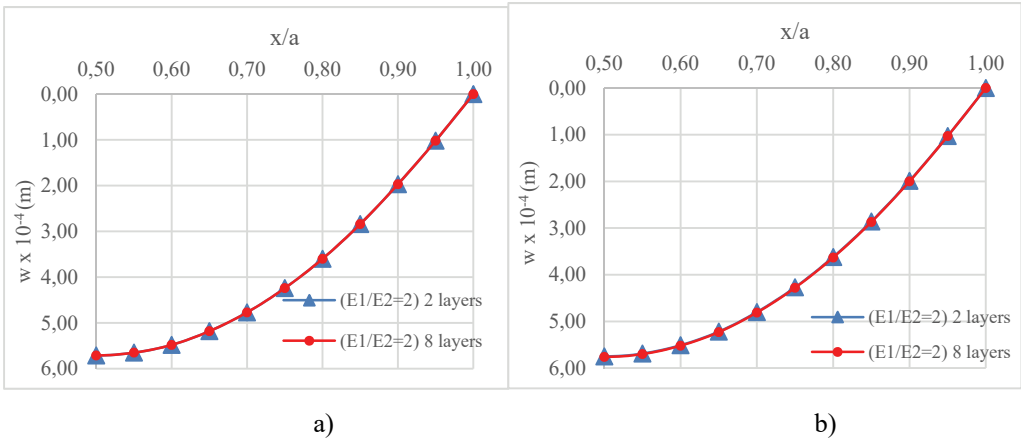 x/a
0,50 0,60 0,70 0,80 0,90 1,00
0,00
1,00
2,00
3,00
4,00
5,00
6,00
w x 10⁻⁴ (m)
(E1/E2=2) 2 layers
(E1/E2=2) 8 layers
a)
x/a
0,50 0,60 0,70 0,80 0,90 1,00
0,00
1,00
2,00
3,00
4,00
5,00
6,00
w x 10⁻⁴ (m)
(E1/E2=2) 2 layers
(E1/E2=2) 8 layers
b)